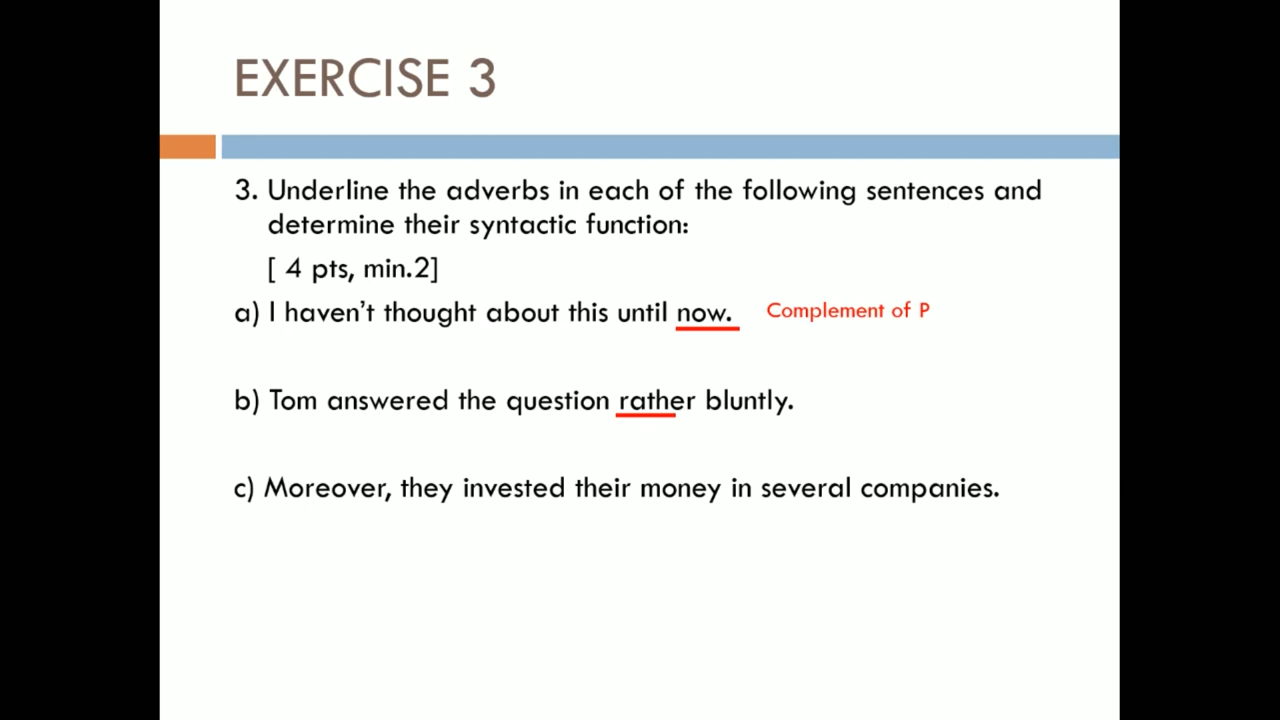 EXERCISE 3
3. Underline the adverbs in each of the following sentences and
determine their syntactic function:
[ 4 pts, min.2]
a) I haven’t thought about this until now. Complement of P
b) Tom answered the question rather bluntly.
c) Moreover, they invested their money in several companies.